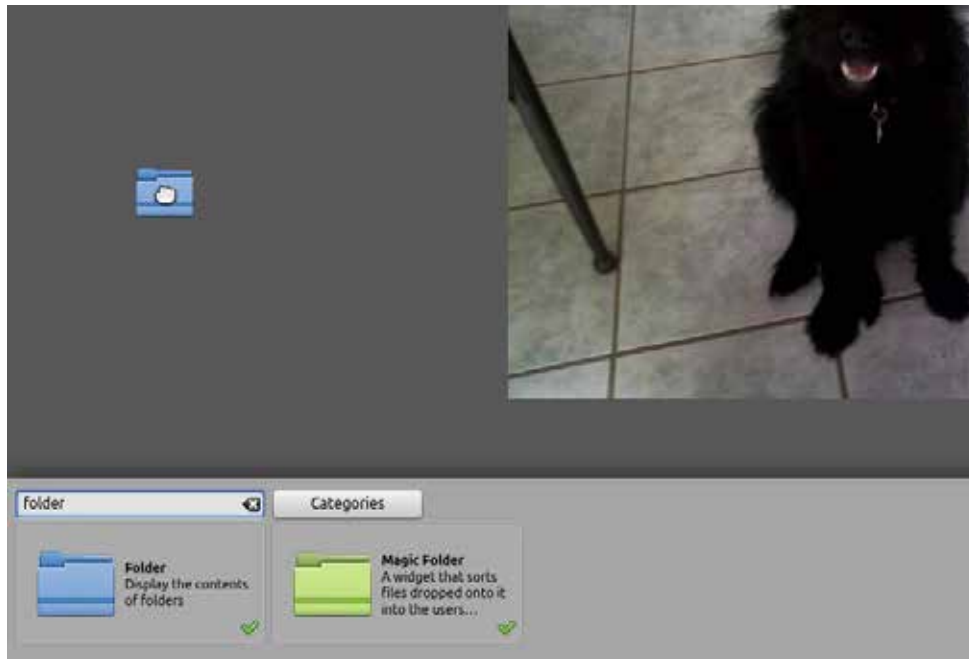 folder
Categories
Folder
Display the contents
of folders
Magic Folder
A widget that sorts
files dropped onto it
into the users...